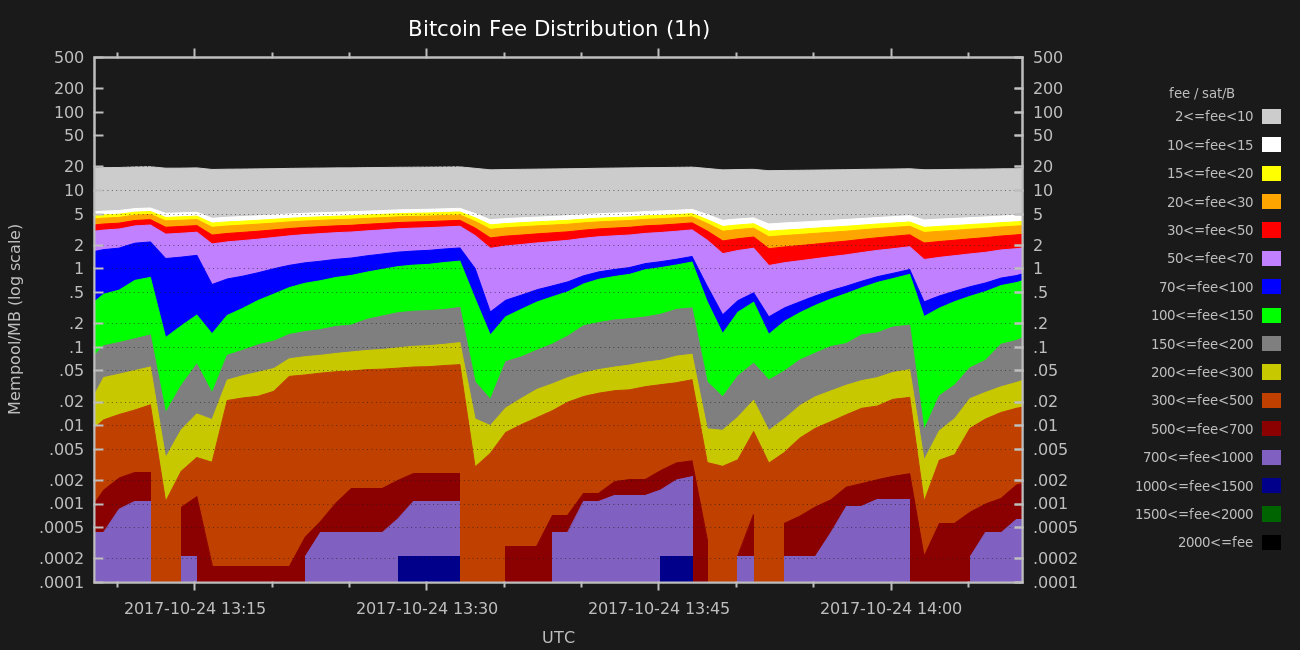 Bitcoin Fee Distribution (1h)
500 500
200 200
100 100
50 50
20 20
10 10
5 5
2 2
1 1
.5 .5
.2 .2
.1 .1
.05 .05
.02 .02
.01 .01
.005 .005
.002 .002
.001 .001
.0005 .0005
.0002 .0002
.0001 .0001
Mempool/MB (log scale)
2017-10-24 13:15 2017-10-24 13:30 2017-10-24 13:45 2017-10-24 14:00
UTC
fee / sat/B
2<=fee<10
10<=fee<15
15<=fee<20
20<=fee<30
30<=fee<50
50<=fee<70
70<=fee<100
100<=fee<150
150<=fee<200
200<=fee<300
300<=fee<500
500<=fee<700
700<=fee<1000
1000<=fee<1500
1500<=fee<2000
2000<=fee